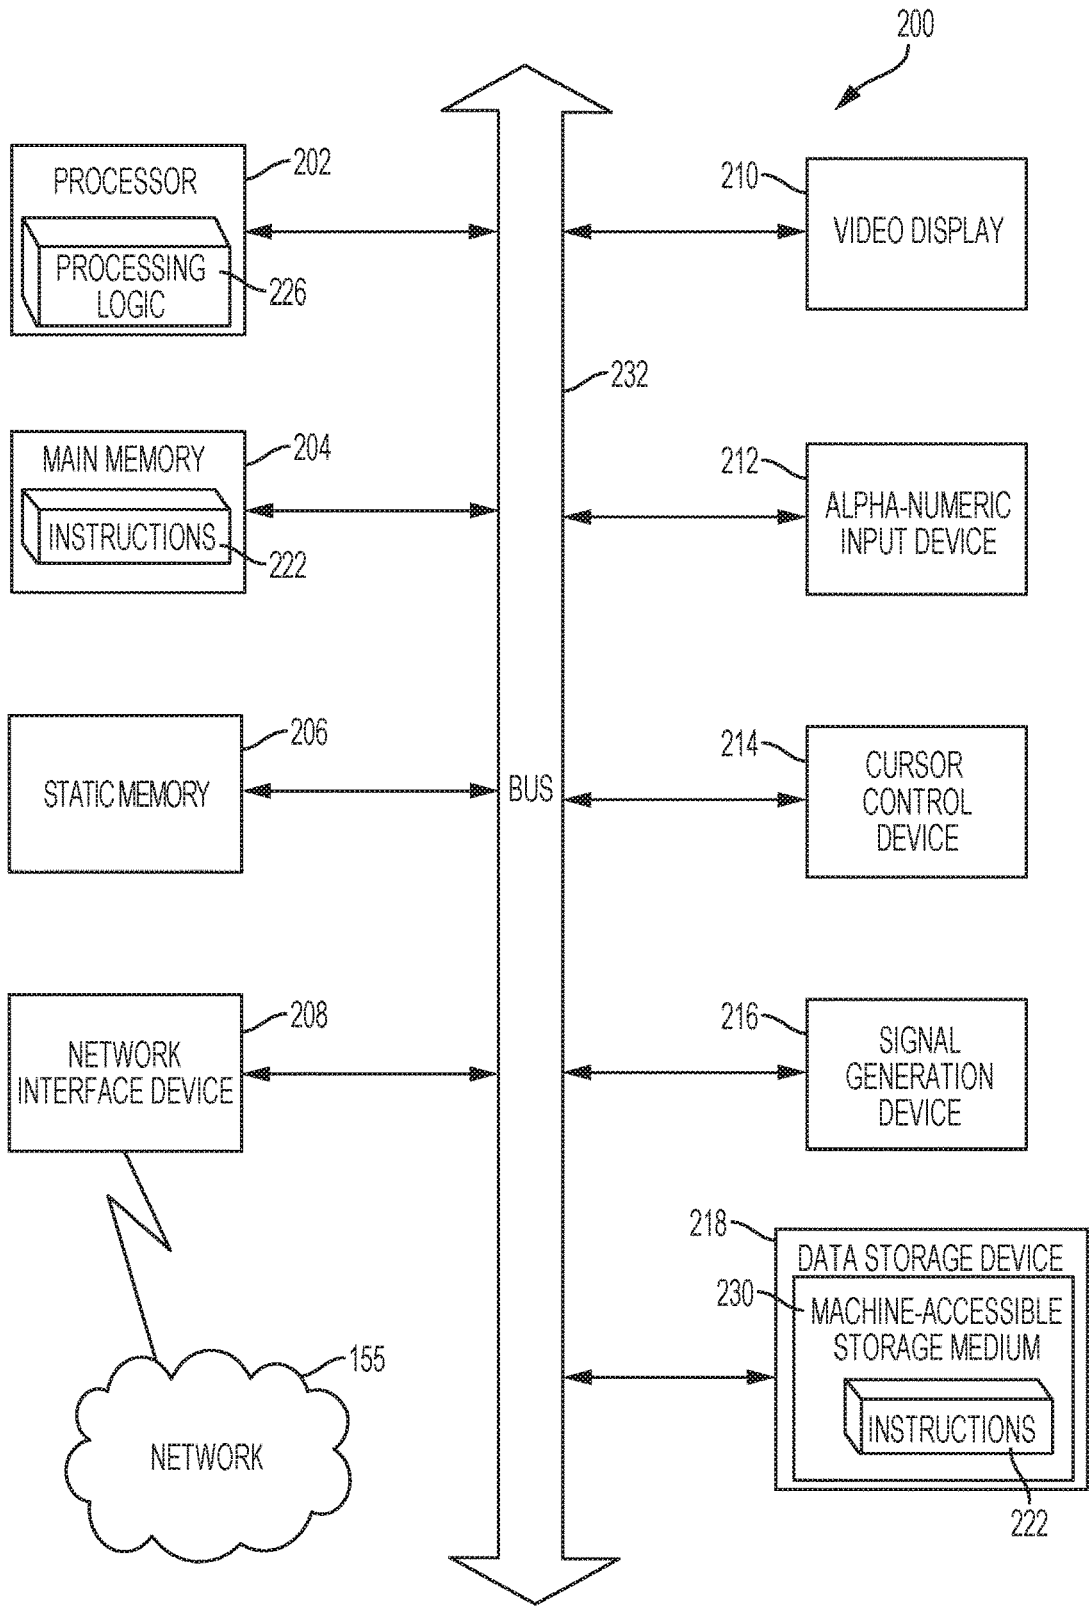 200
PROCESSOR
202
PROCESSING
LOGIC
226
210
VIDEO DISPLAY
232
MAIN MEMORY
204
INSTRUCTIONS
222
212
ALPHA-NUMERIC
INPUT DEVICE
206
STATIC MEMORY
BUS
214
CURSOR
CONTROL
DEVICE
208
NETWORK
INTERFACE DEVICE
216
SIGNAL
GENERATION
DEVICE
155
NETWORK
218
DATA STORAGE DEVICE
230
MACHINE-ACCESSIBLE
STORAGE MEDIUM
INSTRUCTIONS
222